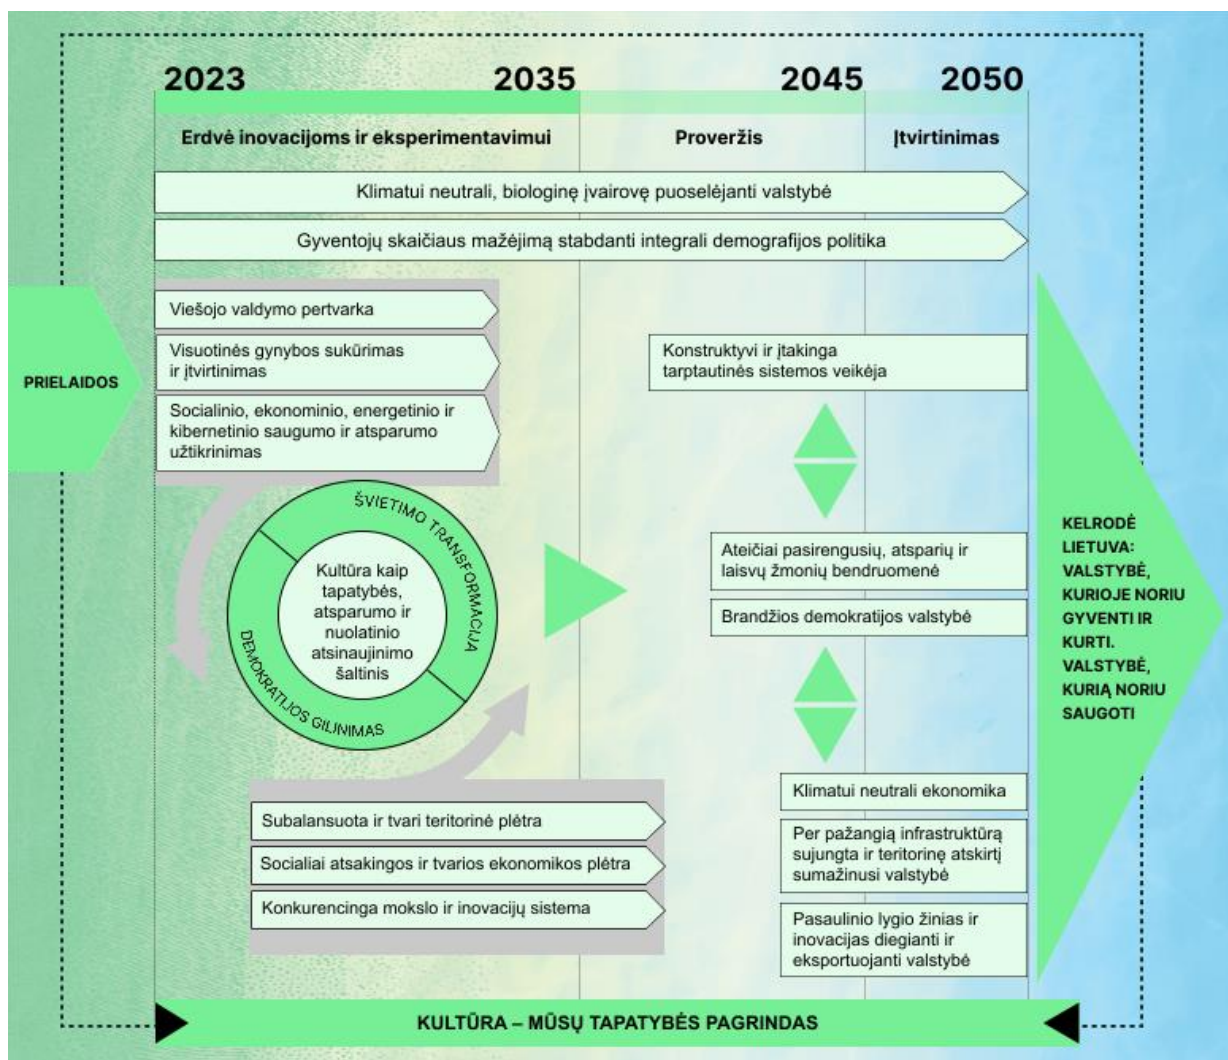 2023
2035
2045
2050
Erdvė inovacijoms ir eksperimentavimui
Proveržis
Įtvirtinimas
Klimatui neutrali, biologinę įvairovę puoselėjanti valstybė
Gyventojų skaičiaus mažėjimą stabdanti integrali demografijos politika
PRIELAIDOS
Viešojo valdymo pertvarka
Visuotinės gynybos sukūrimas
ir įtvirtinimas
Socialinio, ekonominio, energetinio ir
kibernetinio saugumo ir atsparumo
užtikrinimas
ŠVIETIMO TRANSFORMACIJA
DEMOKRATIJOS GILINIMAS
Kultūra kaip
tapatybės,
atsparumo ir
nuolatinio
atsinaujinimo
šaltinis
Subalansuota ir tvari teritorinė plėtra
Socialiai atsakingos ir tvarios ekonomikos plėtra
Konkurencinga mokslo ir inovacijų sistema
Konstruktyvi ir įtakinga
tarptautinės sistemos veikėja
Ateičiai pasirengusių, atsparių ir
laisvų žmonių bendruomenė
Brandžios demokratijos valstybė
Klimatui neutrali ekonomika
Per pažangią infrastruktūrą
sujungta ir teritorinę atskirtį
sumažinusi valstybė
Pasaulinio lygio žinias ir
inovacijas diegianti ir
eksportuojanti valstybė
KELRODĖ
LIETUVA:
VALSTYBĖ,
KURIOJE NORIU
GYVENTI IR
KURTI.
VALSTYBĖ,
KURIĄ NORIU
SAUGOTI
KULTŪRA – MŪSŲ TAPATYBĖS PAGRINDAS